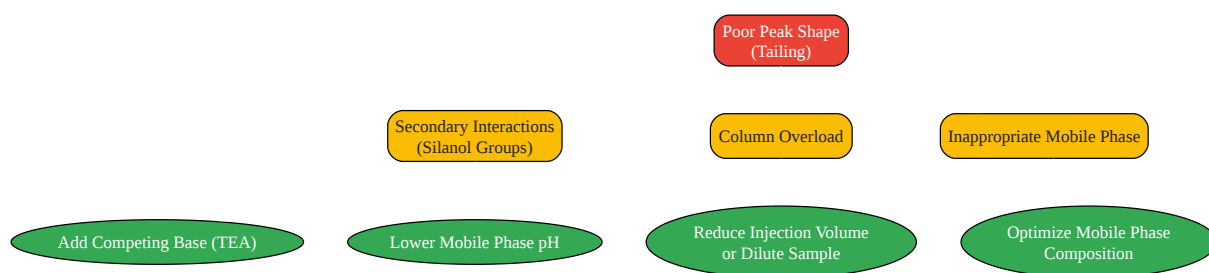 Poor Peak Shape
(Tailing)
Secondary Interactions
(Silanol Groups)
Column Overload
Inappropriate Mobile Phase
Add Competing Base (TEA)
Lower Mobile Phase pH
Reduce Injection Volume
or Dilute Sample
Optimize Mobile Phase
Composition